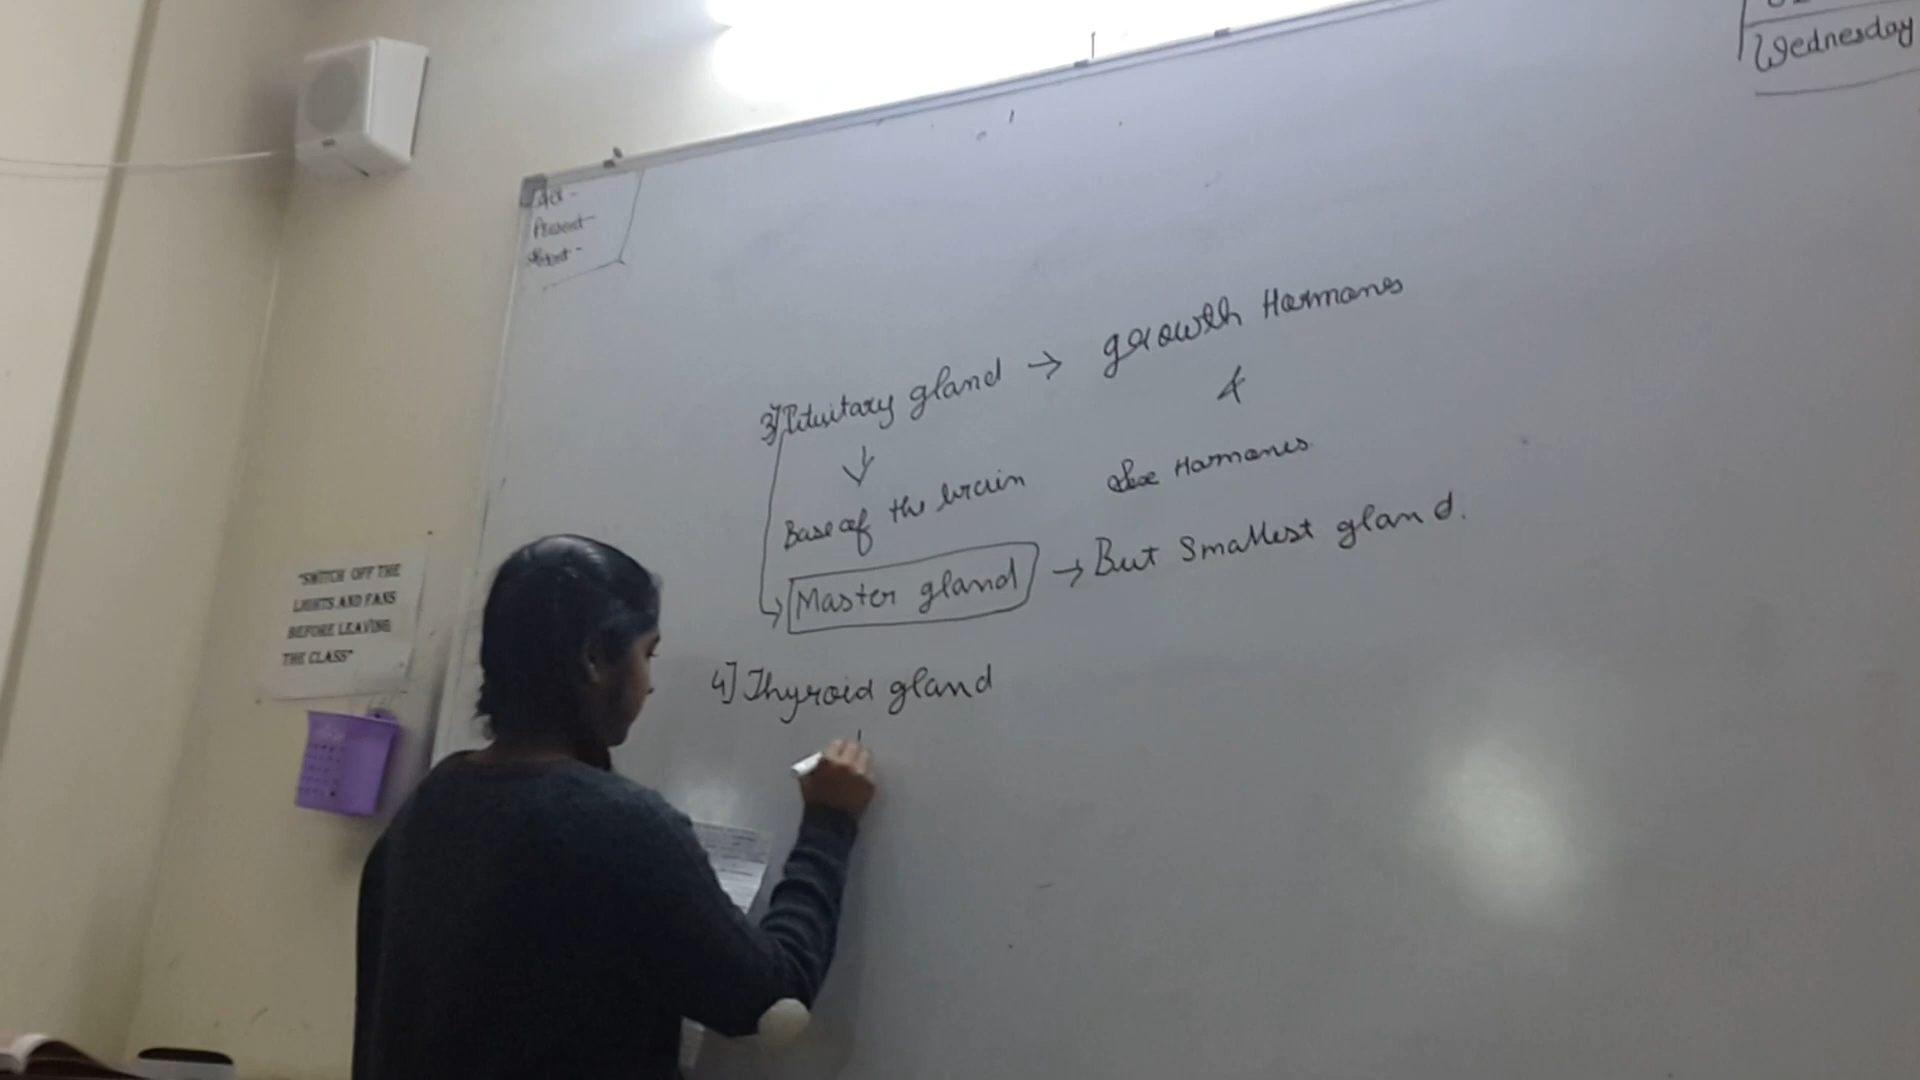 Wednesday
3] Pituitary gland → growth Harmones
↓
&
Base of the brain
Sex Harmones
Master gland → But Smallest gland.
4] Thyroid gland
"SWITCH OFF THE
LIGHTS AND FANS
BEFORE LEAVING
THE CLASS"